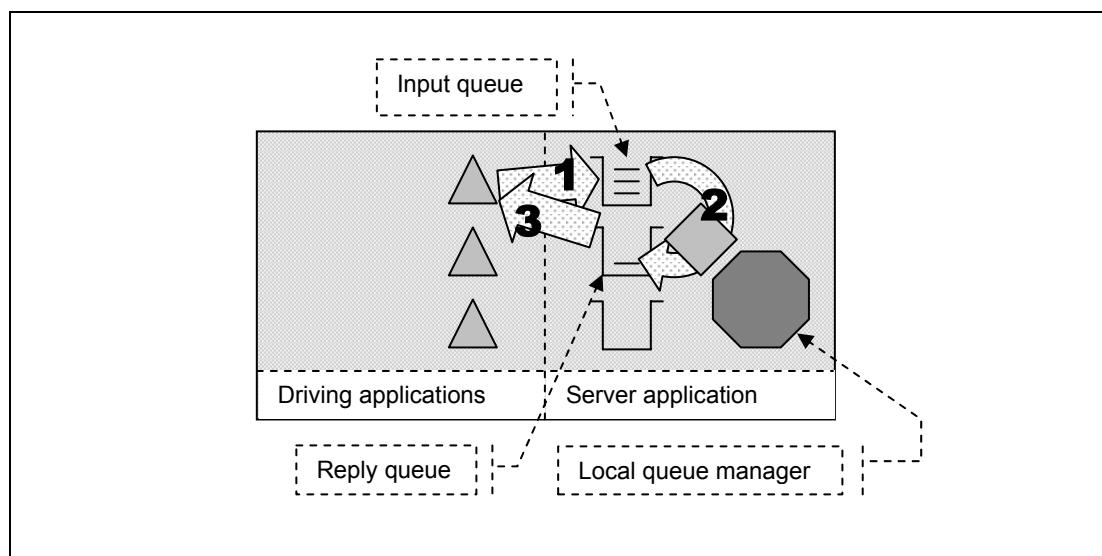 Input queue
1
2
3
Driving applications
Server application
Reply queue
Local queue manager